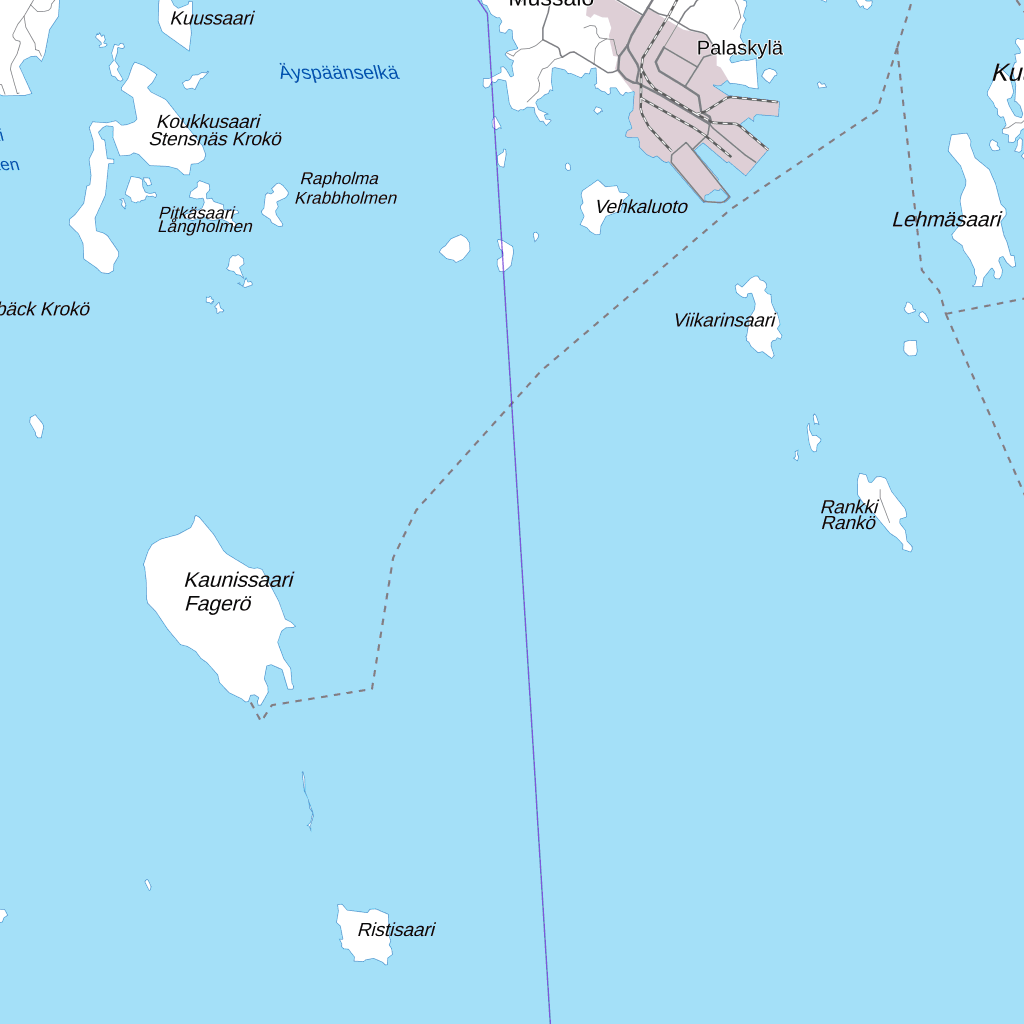 Mussalo
Kuussaari
Palaskylä
Äyspäänselkä
Koukkusaari
Stensnäs Krokö
Rapholma
Krabbholmen
Pitkäsaari
Långholmen
Vehkaluoto
Lehmäsaari
bäck Krokö
Viikarinsaari
Rankki
Rankö
Kaunissaari
Fagerö
Ristisaari